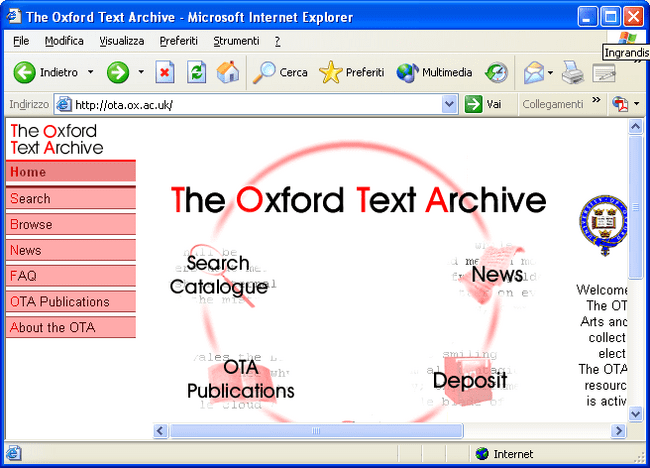 The Oxford Text Archive - Microsoft Internet Explorer
File Modifica Visualizza Preferiti Strumenti ?
Ingrandis
Indietro Cerca Preferiti Multimedia
Indirizzo http://ota.ox.ac.uk/ Vai Collegamenti »
The Oxford
Text Archive
Home
Search
Browse
News
FAQ
OTA Publications
About the OTA
The Oxford Text Archive
Search
Catalogue
News
OTA
Publications
Deposit
Welcome
The OT
Arts and
collect
elect
The OTA
resourc
is activ
Internet